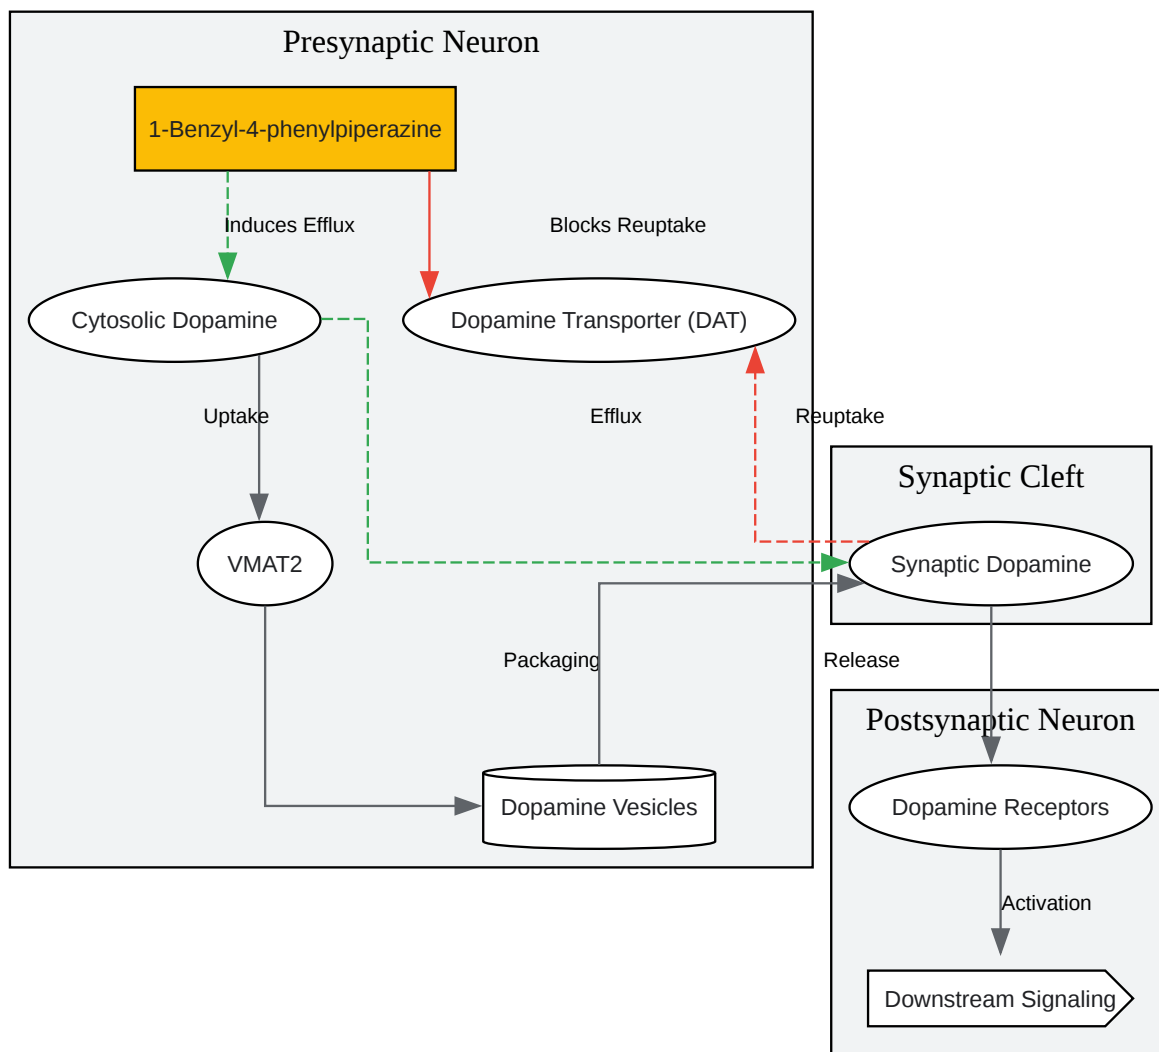 Presynaptic Neuron
1-Benzyl-4-phenylpiperazine
Induces Efflux
Blocks Reuptake
Cytosolic Dopamine
Dopamine Transporter (DAT)
Uptake
Efflux
Reuptake
Synaptic Cleft
VMAT2
Synaptic Dopamine
Packaging
Release
Postsynaptic Neuron
Dopamine Vesicles
Dopamine Receptors
Activation
Downstream Signaling